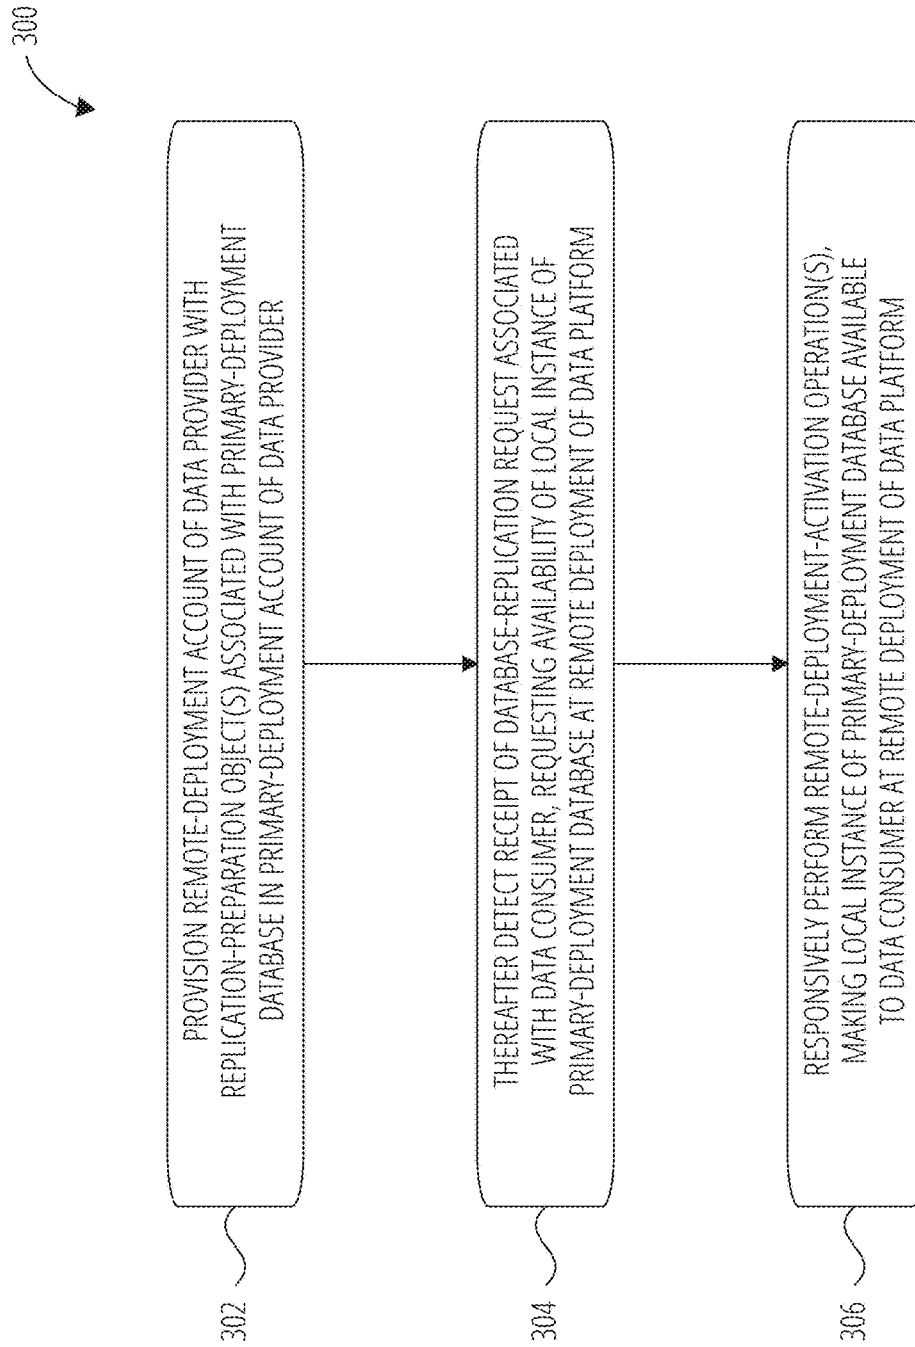 300
302
PROVISION REMOTE-DEPLOYMENT ACCOUNT OF DATA PROVIDER WITH
REPLICATION-PREPARATION OBJECT(S) ASSOCIATED WITH PRIMARY-DEPLOYMENT
DATABASE IN PRIMARY-DEPLOYMENT ACCOUNT OF DATA PROVIDER
304
THEREAFTER DETECT RECEIPT OF DATABASE-REPLICATION REQUEST ASSOCIATED
WITH DATA CONSUMER, REQUESTING AVAILABILITY OF LOCAL INSTANCE OF
PRIMARY-DEPLOYMENT DATABASE AT REMOTE DEPLOYMENT OF DATA PLATFORM
306
RESPONSIVELY PERFORM REMOTE-DEPLOYMENT-ACTIVATION OPERATION(S),
MAKING LOCAL INSTANCE OF PRIMARY-DEPLOYMENT DATABASE AVAILABLE
TO DATA CONSUMER AT REMOTE DEPLOYMENT OF DATA PLATFORM